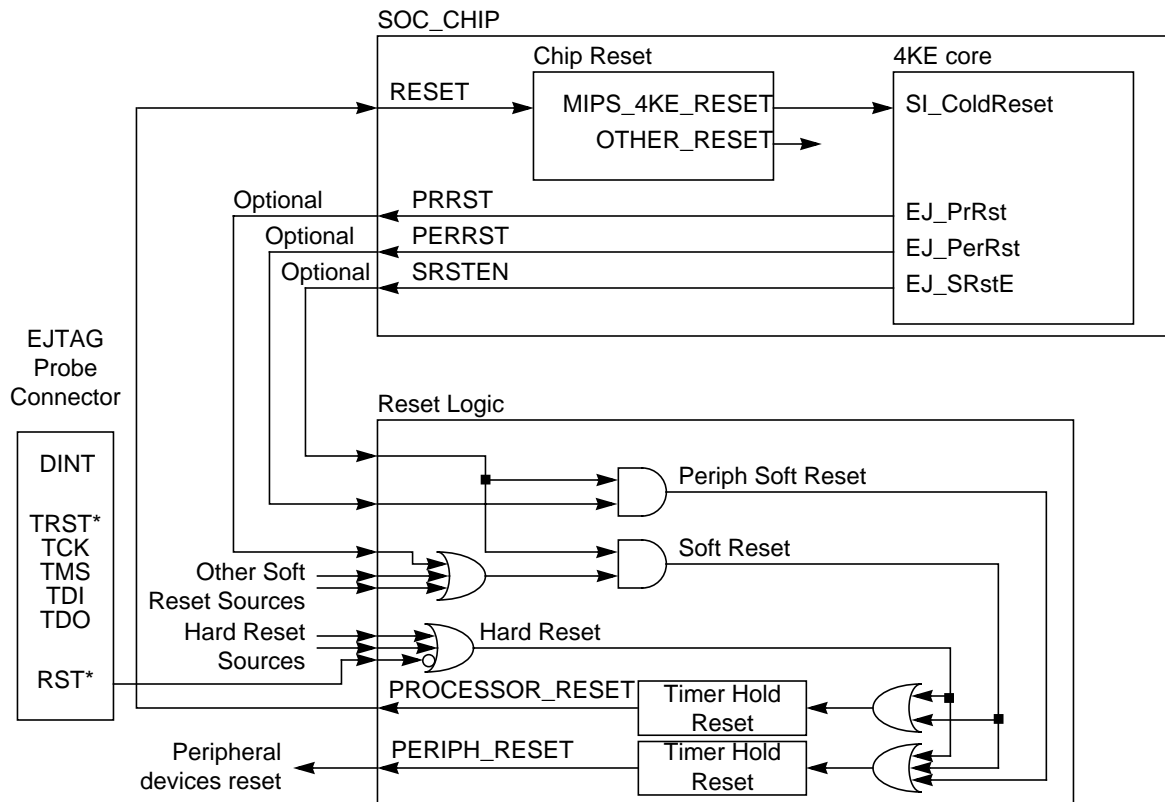 SOC_CHIP
Chip Reset
4KE core
RESET
MIPS_4KE_RESET
SI_ColdReset
OTHER_RESET
Optional
PRRST
EJ_PrRst
Optional
PERRST
EJ_PerRst
Optional
SRSTEN
EJ_SRstE
EJTAG
Probe
Connector
Reset Logic
DINT
Periph Soft Reset
TRST*
TCK
TMS
TDI
TDO
Soft Reset
Other Soft
Reset Sources
Hard Reset
Sources
Hard Reset
RST*
PROCESSOR_RESET
Timer Hold
Reset
Peripheral
devices reset
PERIPH_RESET
Timer Hold
Reset